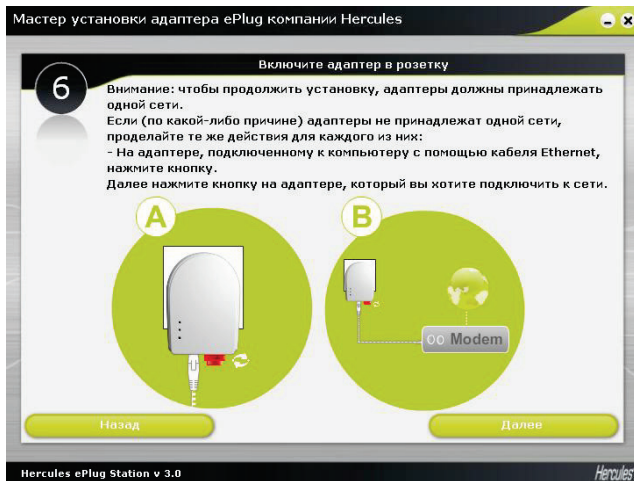 Мастер установки адаптера ePlug компании Hercules
Включите адаптер в розетку
6
Внимание: чтобы продолжить установку, адаптеры должны принадлежать
одной сети.
Если (по какой-либо причине) адаптеры не принадлежат одной сети,
проделайте те же действия для каждого из них:
- На адаптере, подключенному к компьютеру с помощью кабеля Ethernet,
нажмите кнопку.
Далее нажмите кнопку на адаптере, который вы хотите подключить к сети.
A
B
Modem
Назад
Далее
Hercules ePlug Station v 3.0
Hercules